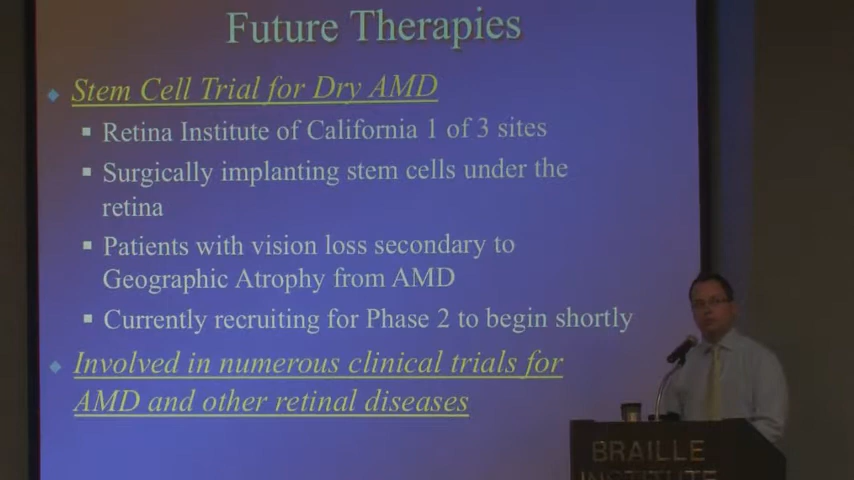 Future Therapies
Stem Cell Trial for Dry AMD
Retina Institute of California 1 of 3 sites
Surgically implanting stem cells under the
retina
Patients with vision loss secondary to
Geographic Atrophy from AMD
Currently recruiting for Phase 2 to begin shortly
Involved in numerous clinical trials for
AMD and other retinal diseases
BRAILLE
INSTITUTE